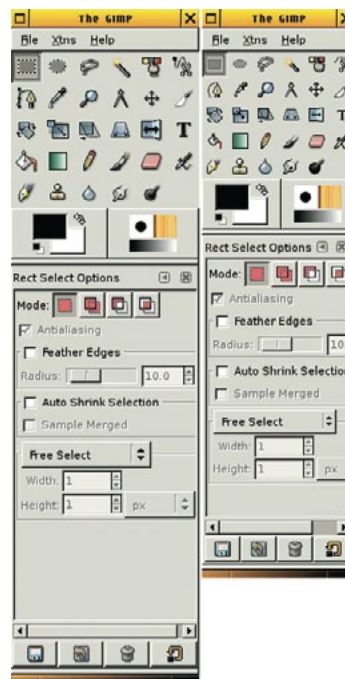 The GIMP
File Xtns Help
Rect Select Options
Mode:
Antialiasing
Feather Edges
Radius: 10.0
Auto Shrink Selection
Sample Merged
Free Select
Width: 1
Height: 1 px
The GIMP
File Xtns Help
Rect Select Options
Mode:
Antialiasing
Feather Edges
Radius: 10
Auto Shrink Selectio
Sample Merged
Free Select
Width: 1
Height: 1 px